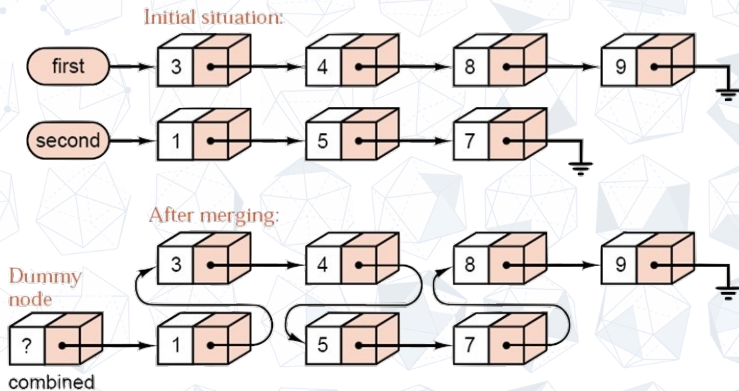 Initial situation:
first 3 4 8 9
second 1 5 7
After merging:
3 4 8 9
Dummy
node
? 1 5 7
combined